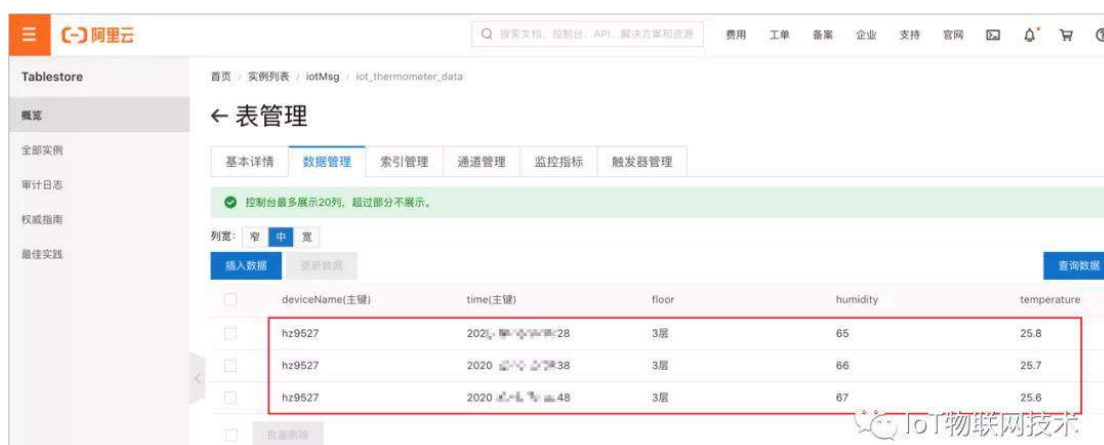 阿里云
搜索文档、控制台、API、解决方案和资源 费用 工单 备案 企业 支持 官网
Tablestore
首页 / 实例列表 / iotMsg / iot_thermometer_data
概览
全部实例
审计日志
权威指南
最佳实践
← 表管理
基本详情 数据管理 索引管理 通道管理 监控指标 触发器管理
控制台最多展示20列，超过部分不展示。
列宽: 窄 中 宽
插入数据 更新数据 查询数据
deviceName(主键) time(主键) floor humidity temperature
hz9527 202 28 3层 65 25.8
hz9527 2020 38 3层 66 25.7
hz9527 2020 48 3层 67 25.6
批量删除
IoT物联网技术